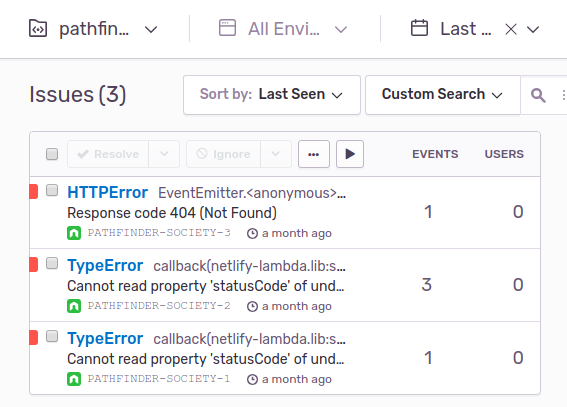 pathfin...
All Envi...
Last ...
Issues (3)
Sort by: Last Seen
Custom Search
Resolve
Ignore
EVENTS
USERS
HTTPError EventEmitter.<anonymous>...
Response code 404 (Not Found)
1
0
PATHFINDER-SOCIETY-3
a month ago
TypeError callback(netlify-lambda.lib:s...
Cannot read property 'statusCode' of und...
3
0
PATHFINDER-SOCIETY-2
a month ago
TypeError callback(netlify-lambda.lib:s...
Cannot read property 'statusCode' of und...
1
0
PATHFINDER-SOCIETY-1
a month ago